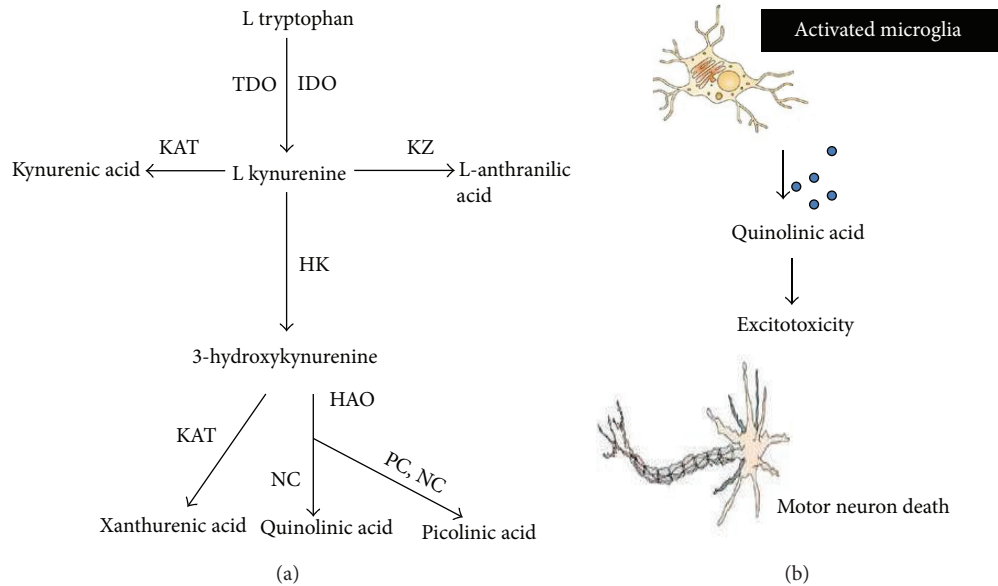 L tryptophan
TDO
IDO
KAT
KZ
Kynurenic acid
L kynurenine
L-anthranilic
acid
HK
3-hydroxykynurenine
HAO
KAT
NC
PC, NC
Xanthurenic acid
Quinolinic acid
Picolinic acid
(a)
Activated microglia
Quinolinic acid
Excitotoxicity
Motor neuron death
(b)